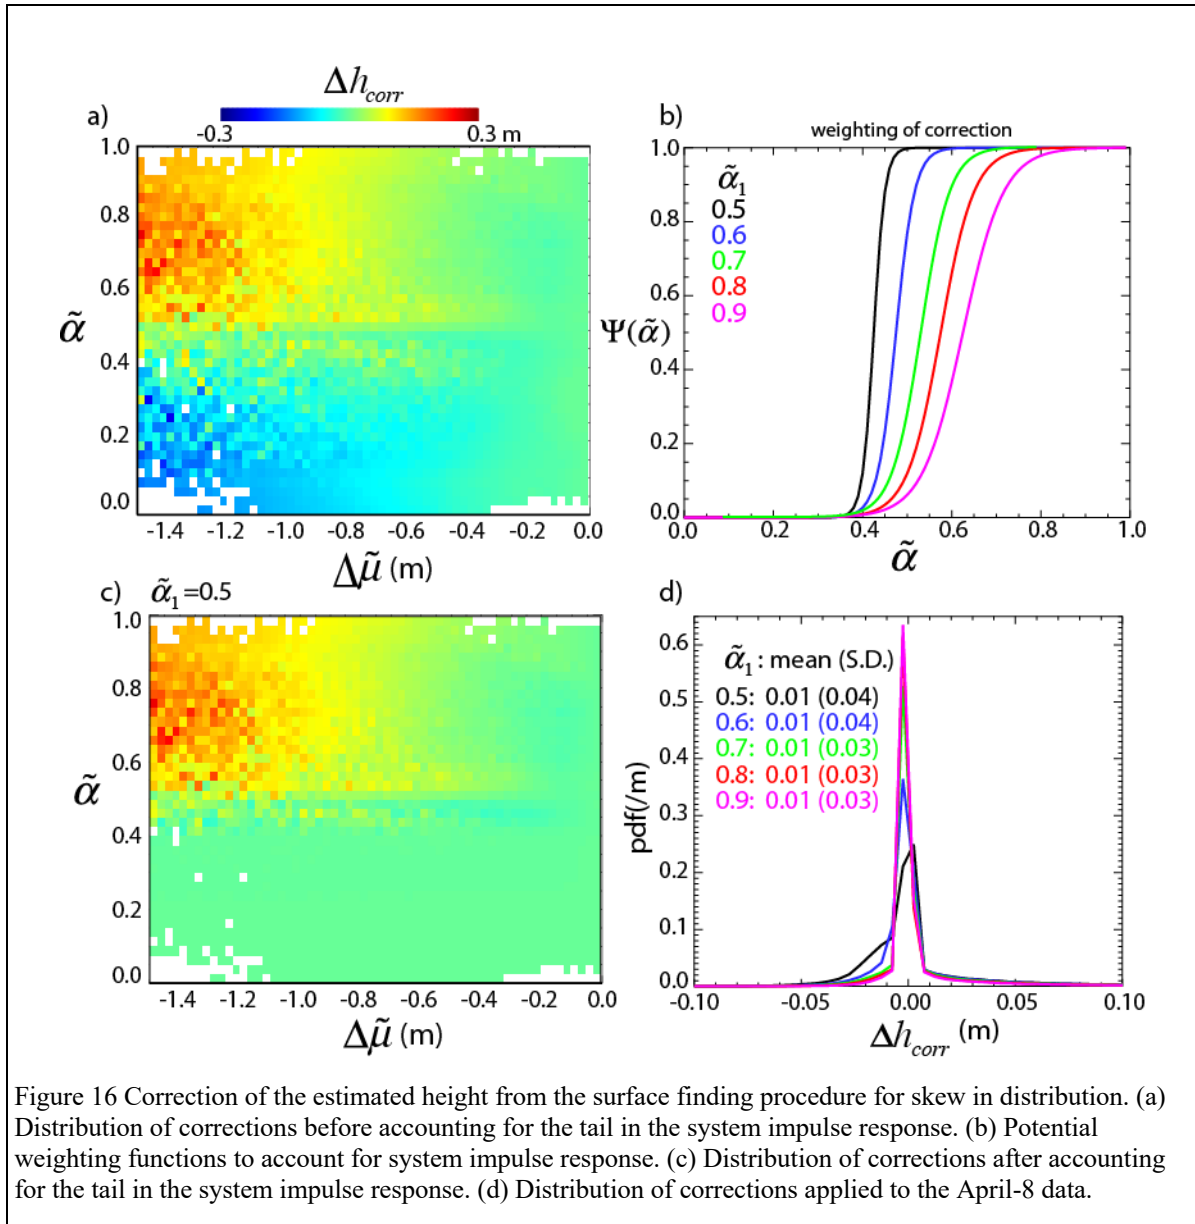 Δh_corr
a)
-0.3 0.3 m
1.0
0.8
0.6
0.4
0.2
0.0
α̃
-1.4 -1.2 -1.0 -0.8 -0.6 -0.4 -0.2 0.0
Δμ̃ (m)
b)
weighting of correction
1.0
0.8
0.6
0.4
0.2
0.0
α̃₁
0.5
0.6
0.7
0.8
0.9
Ψ(α̃)
0.0 0.2 0.4 0.6 0.8 1.0
α̃
c) α̃₁=0.5
1.0
0.8
0.6
0.4
0.2
0.0
α̃
-1.4 -1.2 -1.0 -0.8 -0.6 -0.4 -0.2 0.0
Δμ̃ (m)
d)
0.6
0.5
0.4
0.3
0.2
0.1
0.0
pdf(/m)
α̃₁: mean (S.D.)
0.5: 0.01 (0.04)
0.6: 0.01 (0.04)
0.7: 0.01 (0.03)
0.8: 0.01 (0.03)
0.9: 0.01 (0.03)
-0.10 -0.05 0.00 0.05 0.10
Δh_corr (m)
Figure 16 Correction of the estimated height from the surface finding procedure for skew in distribution. (a)
Distribution of corrections before accounting for the tail in the system impulse response. (b) Potential
weighting functions to account for system impulse response. (c) Distribution of corrections after accounting
for the tail in the system impulse response. (d) Distribution of corrections applied to the April-8 data.